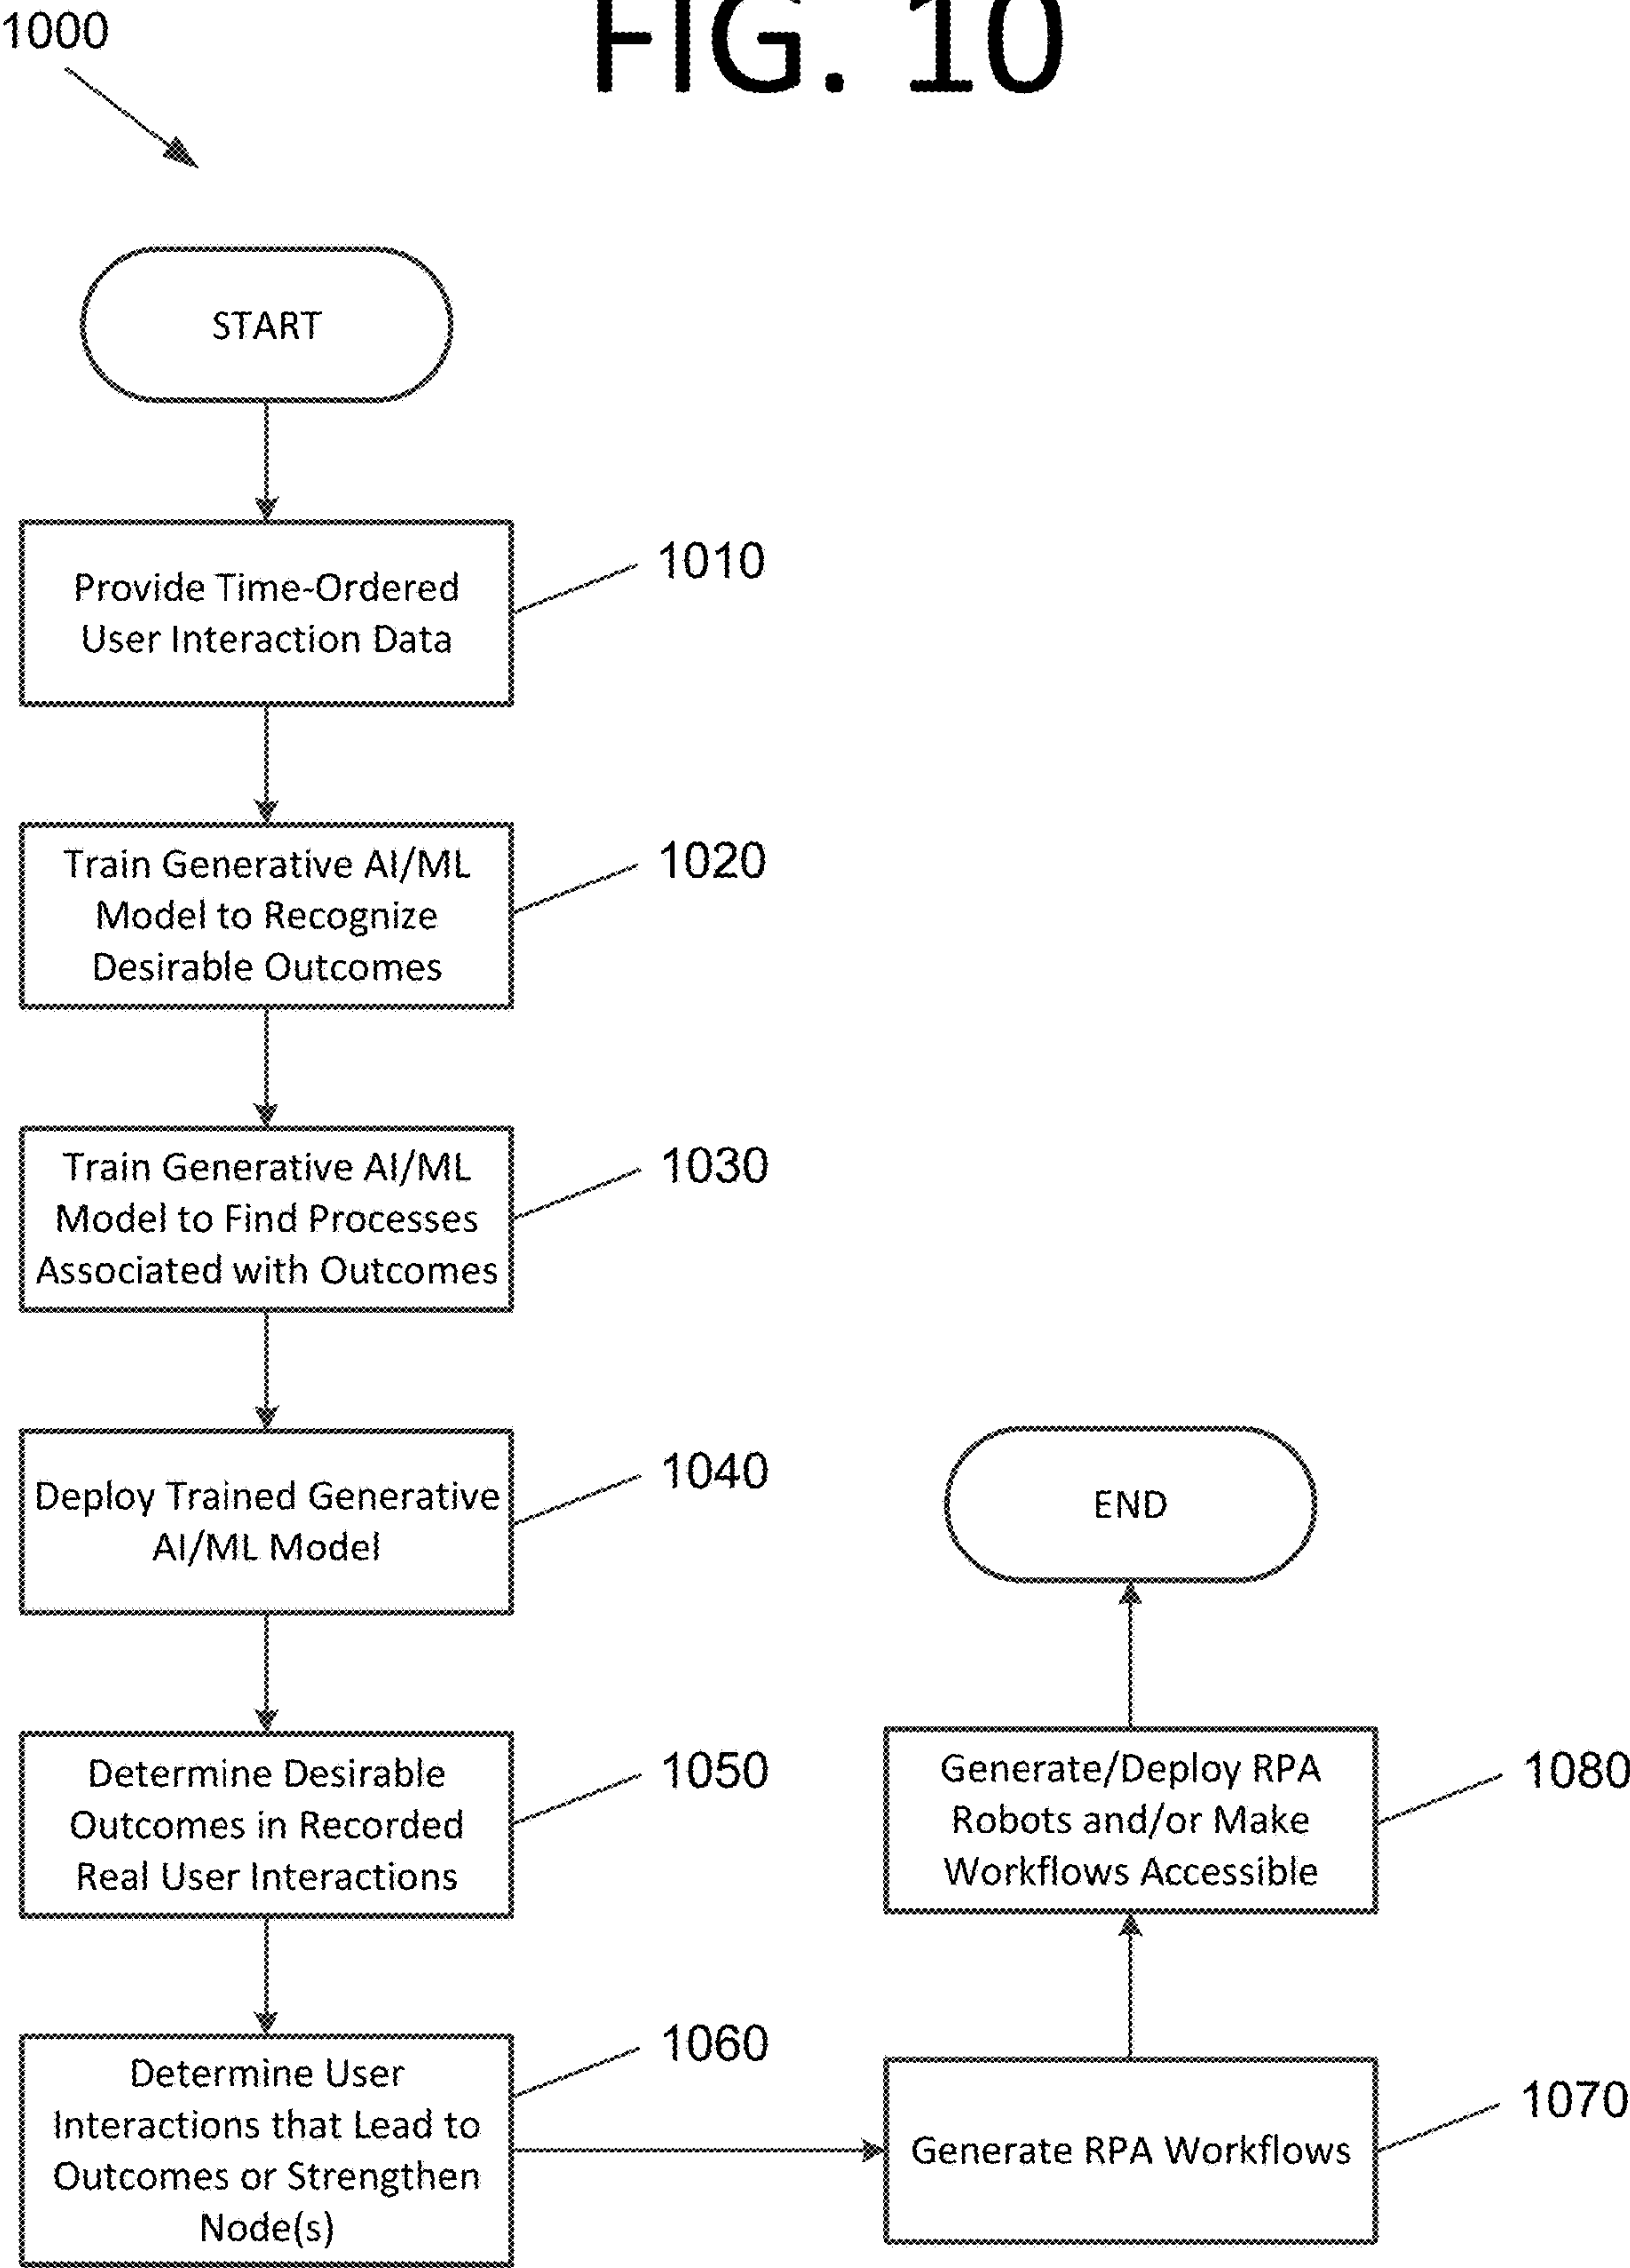 1000
FIG. 10
START
Provide Time-Ordered
User Interaction Data
1010
Train Generative AI/ML
Model to Recognize
Desirable Outcomes
1020
Train Generative AI/ML
Model to Find Processes
Associated with Outcomes
1030
Deploy Trained Generative
AI/ML Model
1040
Determine Desirable
Outcomes in Recorded
Real User Interactions
1050
Determine User
Interactions that Lead to
Outcomes or Strengthen
Node(s)
1060
Generate RPA Workflows
1070
Generate/Deploy RPA
Robots and/or Make
Workflows Accessible
1080
END